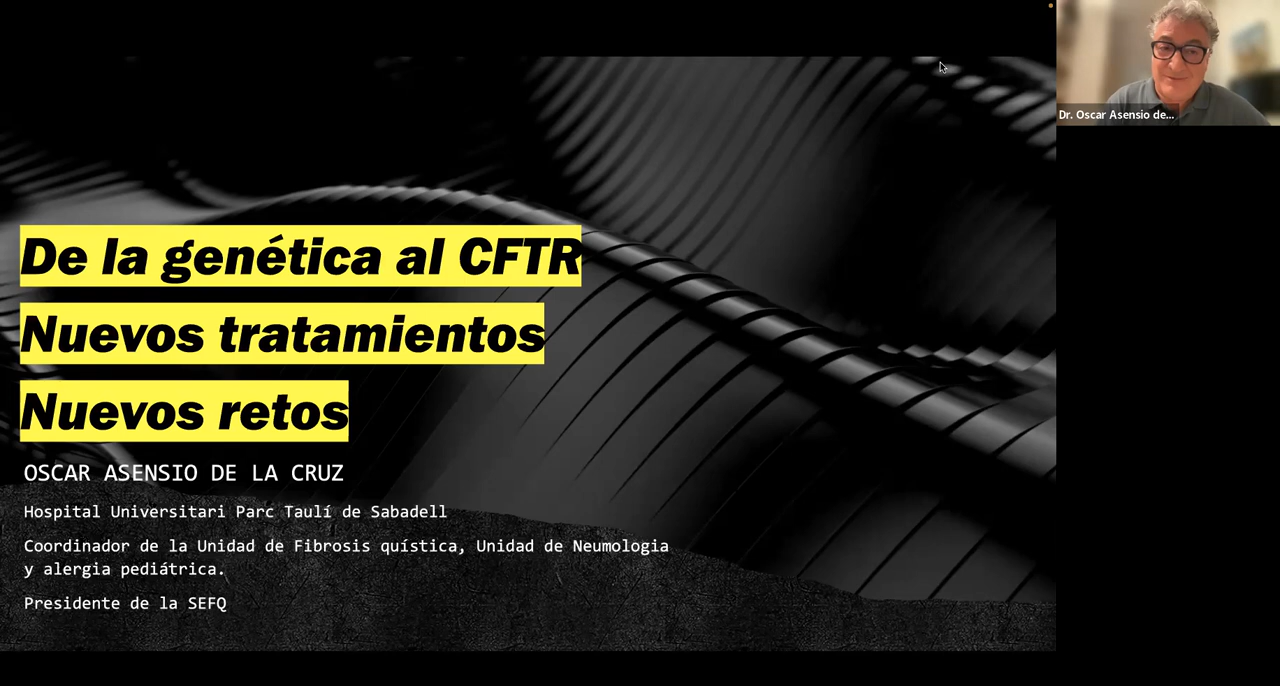 De la genética al CFTR
Nuevos tratamientos
Nuevos retos
OSCAR ASENSIO DE LA CRUZ
Hospital Universitari Parc Taulí de Sabadell
Coordinador de la Unidad de Fibrosis quística, Unidad de Neumologia
y alergia pediátrica.
Presidente de la SEFQ
Dr. Oscar Asensio de...